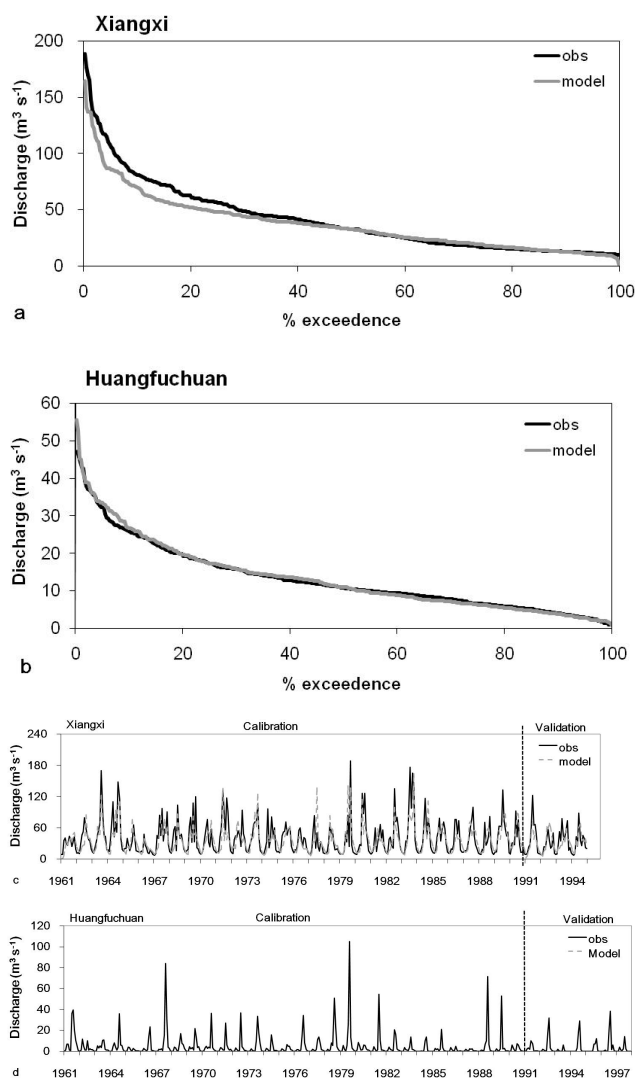 Xiangxi
200
150
100
50
0
Discharge (m³ s⁻¹)
obs
model
0 20 40 60 80 100
% exceedence
a
Huangfuchuan
60
50
40
30
20
10
0
Discharge (m³ s⁻¹)
obs
model
0 20 40 60 80 100
% exceedence
b
Xiangxi Calibration Validation
240
180
120
60
0
Discharge (m³ s⁻¹)
obs
model
c
1961 1964 1967 1970 1973 1976 1979 1982 1985 1988 1991 1994
Huangfuchuan Calibration Validation
120
100
80
60
40
20
0
Discharge (m³ s⁻¹)
obs
Model
d
1961 1964 1967 1970 1973 1976 1979 1982 1985 1988 1991 1994 1997